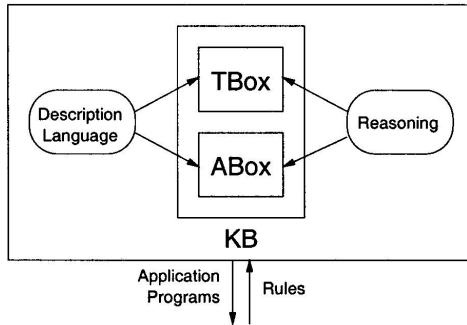 TBox
Description
Language
Reasoning
ABox
KB
Application
Programs
Rules